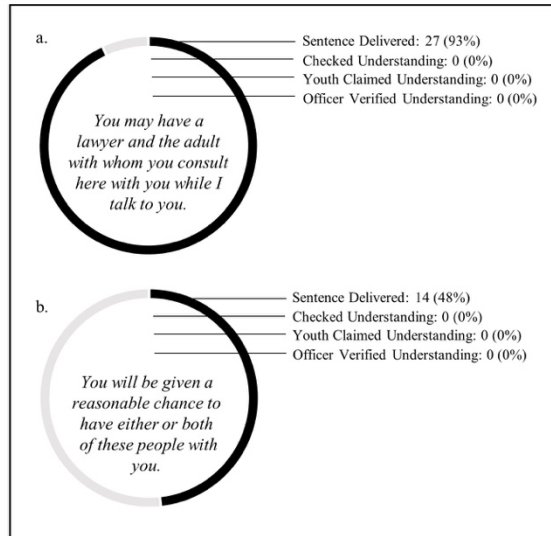 a.
Sentence Delivered: 27 (93%)
Checked Understanding: 0 (0%)
Youth Claimed Understanding: 0 (0%)
Officer Verified Understanding: 0 (0%)
You may have a
lawyer and the adult
with whom you consult
here with you while I
talk to you.
b.
Sentence Delivered: 14 (48%)
Checked Understanding: 0 (0%)
Youth Claimed Understanding: 0 (0%)
Officer Verified Understanding: 0 (0%)
You will be given a
reasonable chance to
have either or both
of these people with
you.